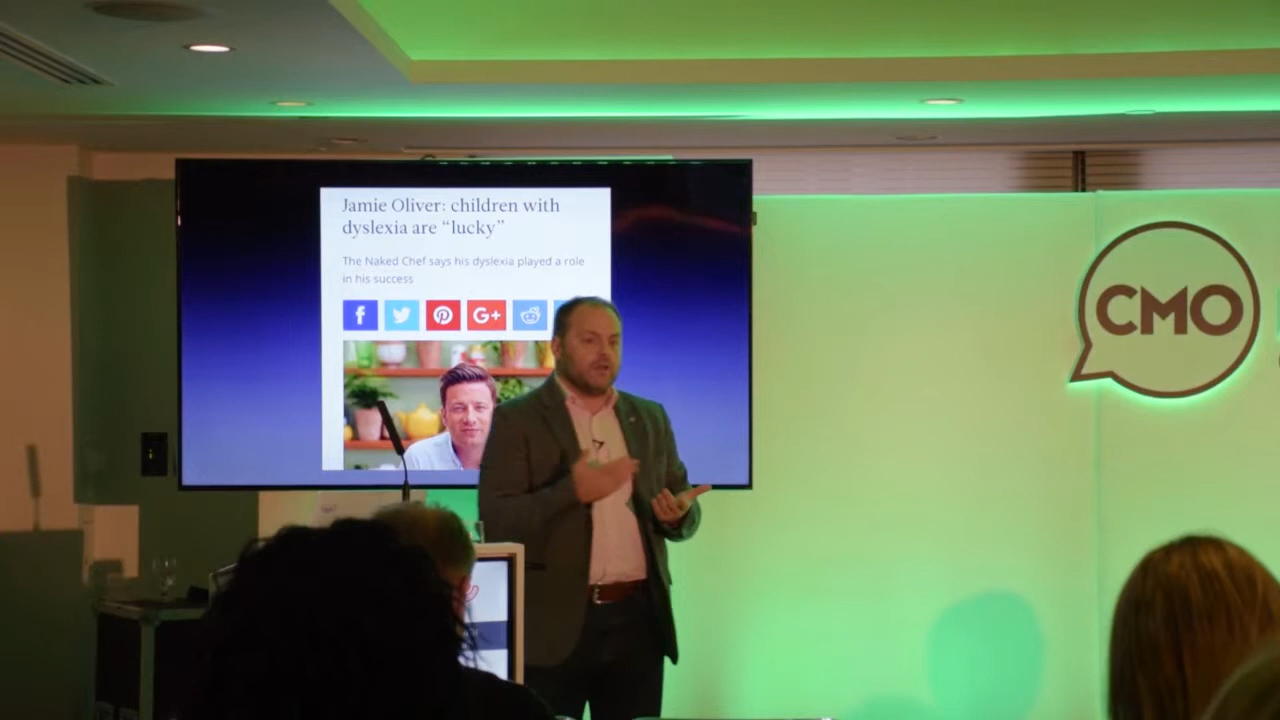 Jamie Oliver: children with
dyslexia are “lucky”
The Naked Chef says his dyslexia played a role
in his success
f
G+
CMO